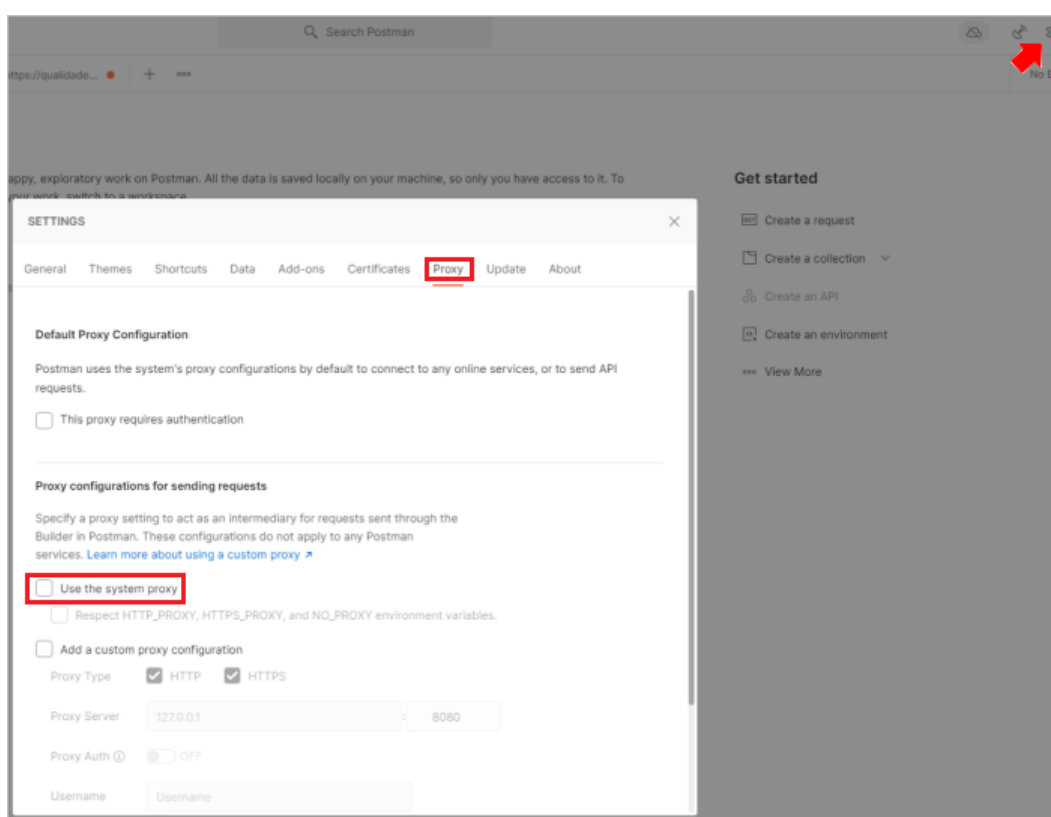 Search Postman
ttps://qualidade...
No
appy, exploratory work on Postman. All the data is saved locally on your machine, so only you have access to it. To
your work, switch to a workspace
Get started
Create a request
Create a collection
Create an API
Create an environment
View More
SETTINGS
General Themes Shortcuts Data Add-ons Certificates Proxy Update About
Default Proxy Configuration
Postman uses the system's proxy configurations by default to connect to any online services, or to send API
requests.
This proxy requires authentication
Proxy configurations for sending requests
Specify a proxy setting to act as an intermediary for requests sent through the
Builder in Postman. These configurations do not apply to any Postman
services. Learn more about using a custom proxy
Use the system proxy
Respect HTTP_PROXY, HTTPS_PROXY, and NO_PROXY environment variables.
Add a custom proxy configuration
Proxy Type HTTP HTTPS
Proxy Server 127.0.0.1 : 8080
Proxy Auth OFF
Username Username